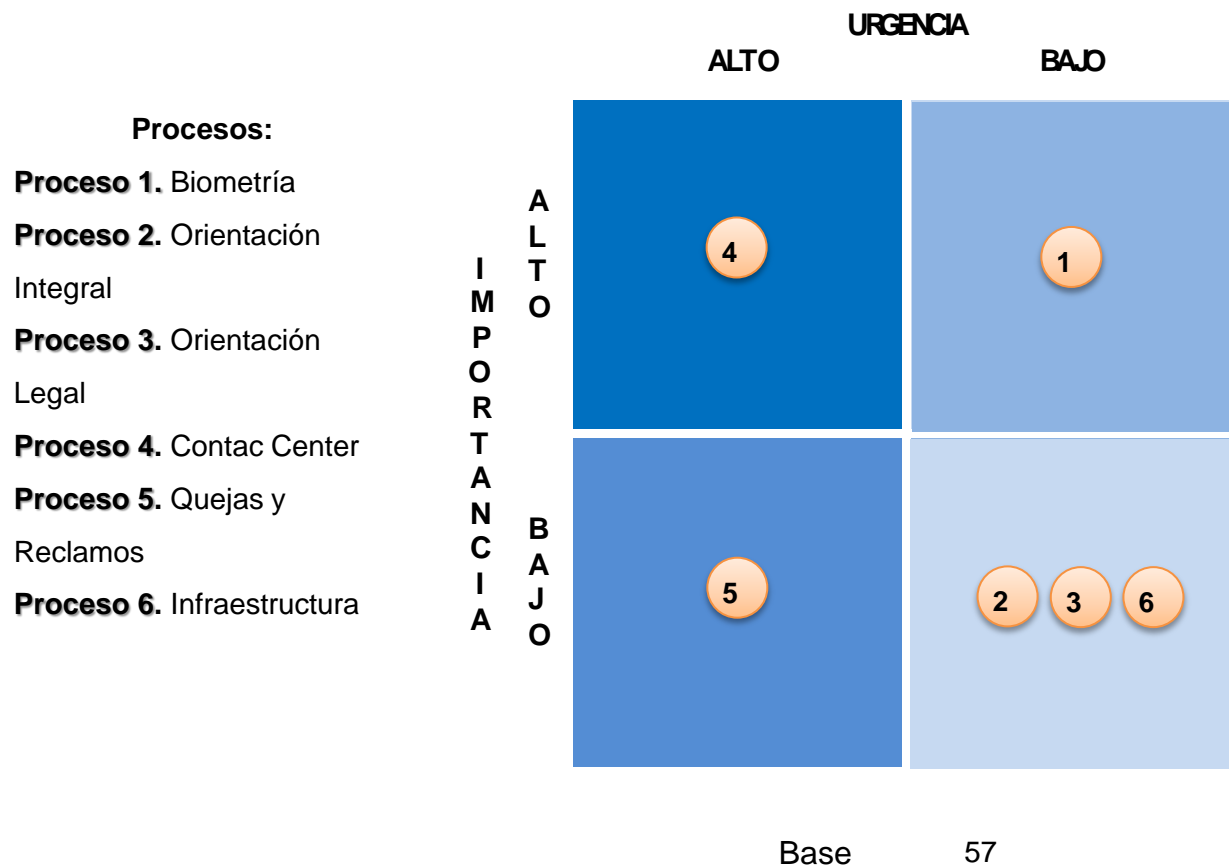 URGENCIA
ALTO BAJO
Procesos:
Proceso 1. Biometría
Proceso 2. Orientación
Integral
Proceso 3. Orientación
Legal
Proceso 4. Contac Center
Proceso 5. Quejas y
Reclamos
Proceso 6. Infraestructura
IMPORTANCIA
ALTO
4 1
BAJO
5 2 3 6
Base 57